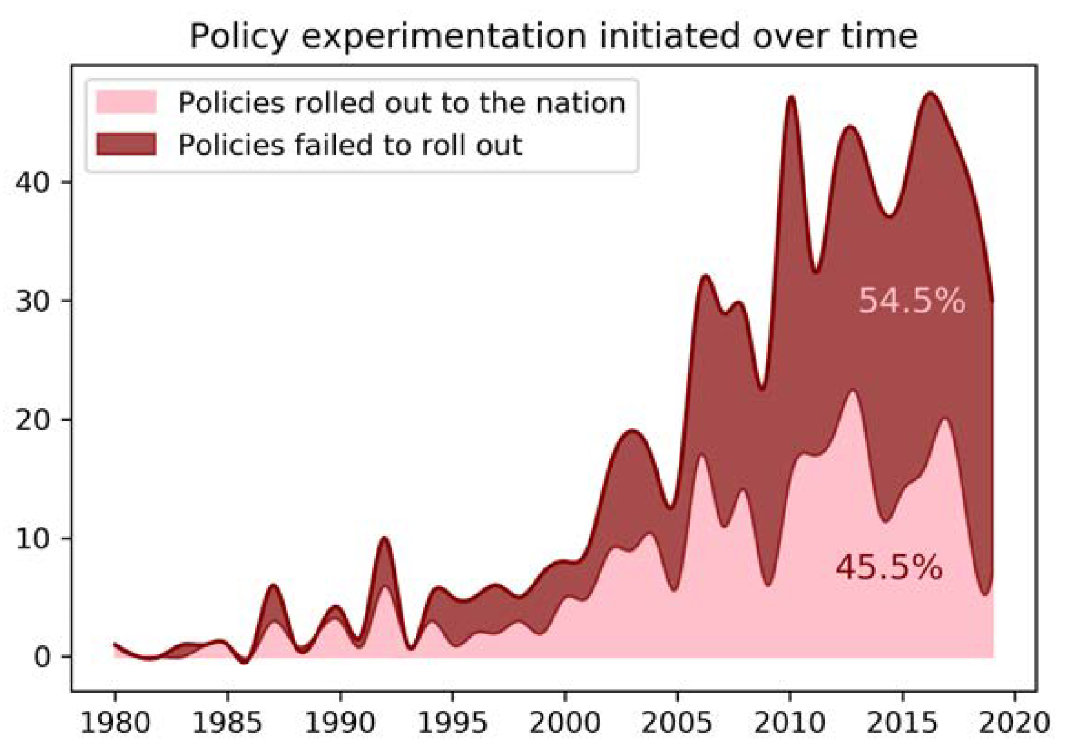 Policy experimentation initiated over time
Policies rolled out to the nation
Policies failed to roll out
40
30
20
10
0
54.5%
45.5%
1980 1985 1990 1995 2000 2005 2010 2015 2020